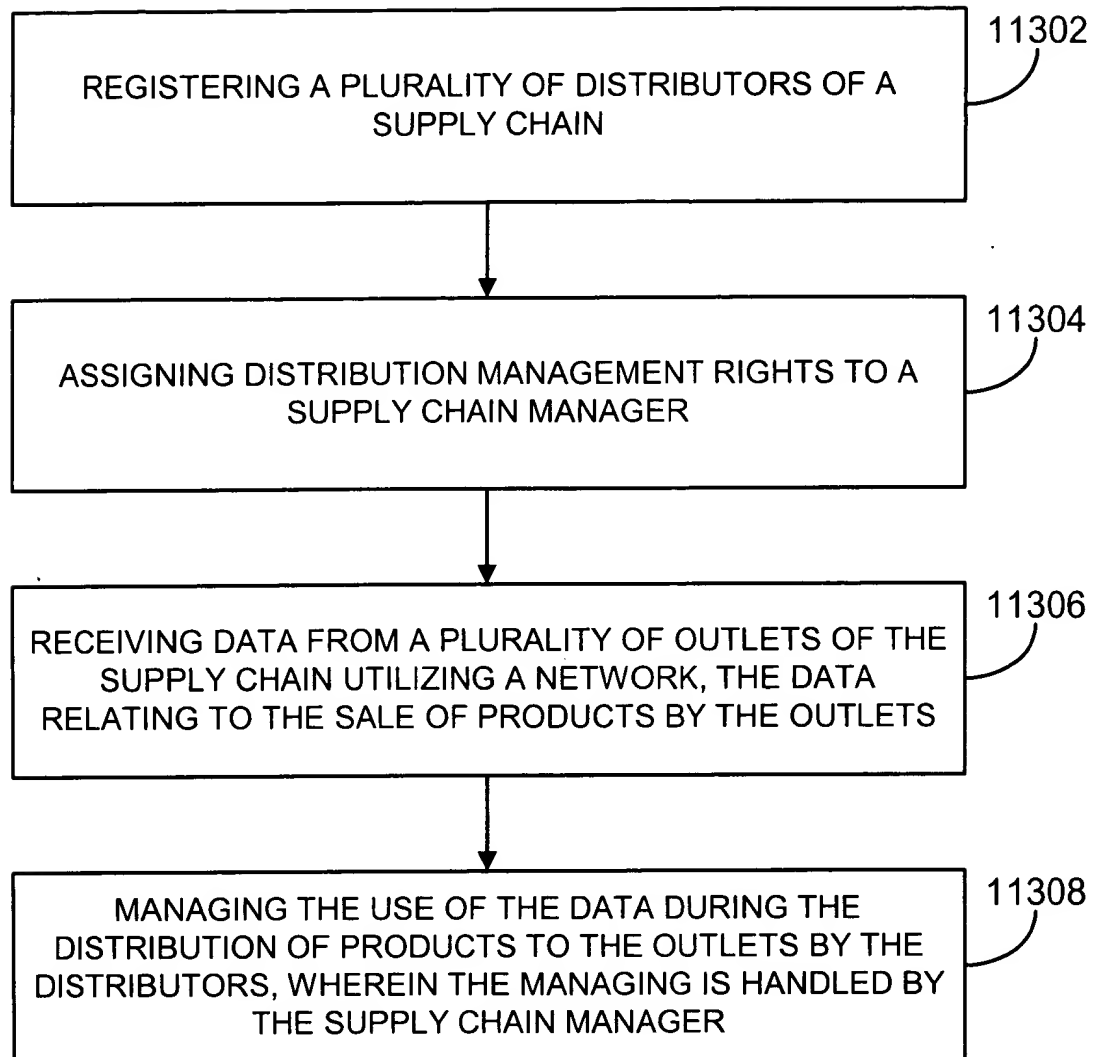 11302
REGISTERING A PLURALITY OF DISTRIBUTORS OF A
SUPPLY CHAIN
11304
ASSIGNING DISTRIBUTION MANAGEMENT RIGHTS TO A
SUPPLY CHAIN MANAGER
11306
RECEIVING DATA FROM A PLURALITY OF OUTLETS OF THE
SUPPLY CHAIN UTILIZING A NETWORK, THE DATA
RELATING TO THE SALE OF PRODUCTS BY THE OUTLETS
11308
MANAGING THE USE OF THE DATA DURING THE
DISTRIBUTION OF PRODUCTS TO THE OUTLETS BY THE
DISTRIBUTORS, WHEREIN THE MANAGING IS HANDLED BY
THE SUPPLY CHAIN MANAGER